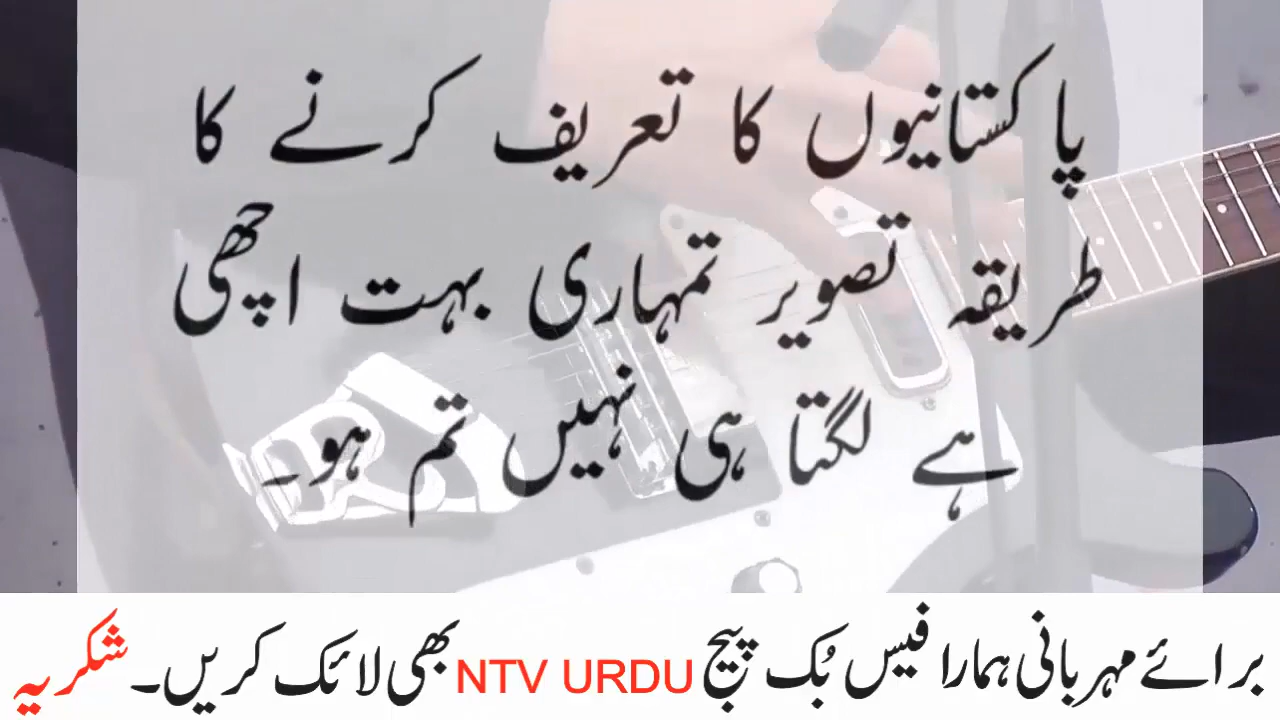 پاکستانیوں کا تعریف کرنے کا
طریقہ تصویر تمہاری بہت اچھی
ہے لگتا ہی نہیں تم ہو۔
برائے مہربانی ہمارا فیس بُک پیج NTV URDU بھی لائک کریں۔ شکریہ